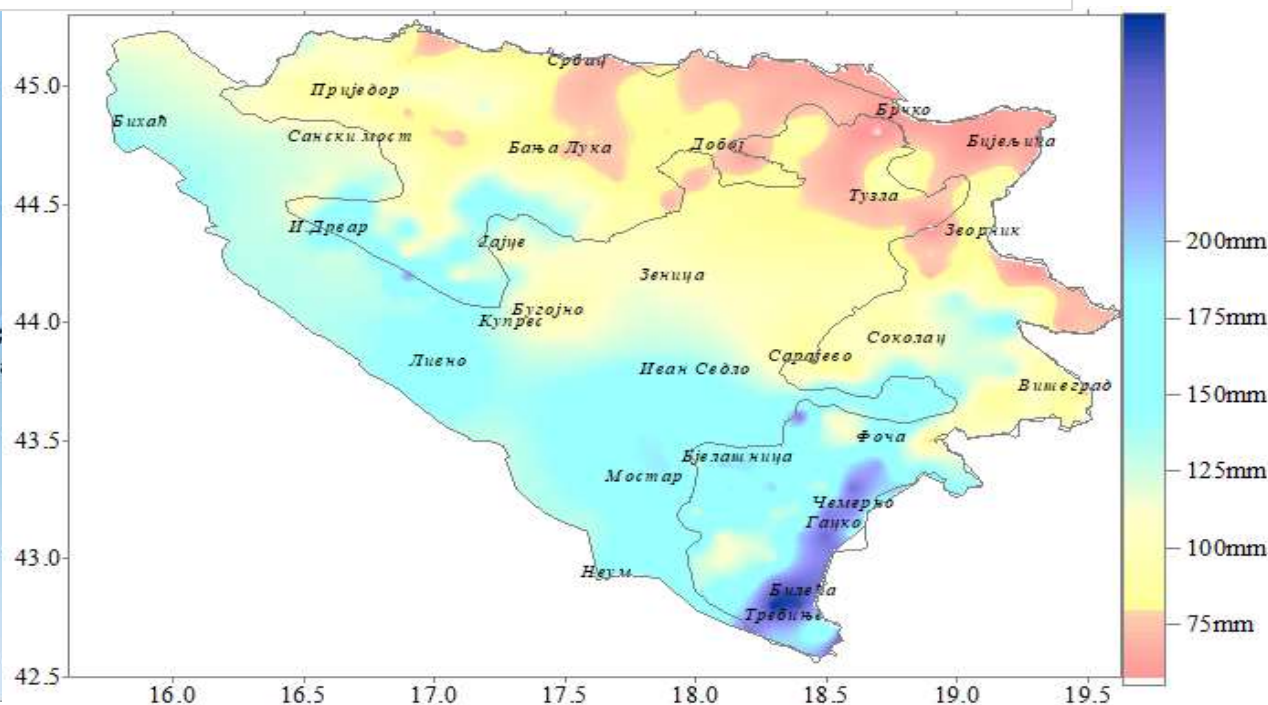 45.0
44.5
44.0
43.5
43.0
42.5
16.0 16.5 17.0 17.5 18.0 18.5 19.0 19.5
Србац
Приједор
Брчко
Бихаћ
Сански мост
Бијељина
Бања Лука
Добој
Тузла
И.Дрвар
Зворник
Јајце
Зеница
Бугојно
Купрес
Соколац
Сарајево
Ливно
Иван Седло
Вишеград
Фоча
Бјелашница
Мостар
Чемерно
Гацко
Неум
Билећа
Требиње
200mm
175mm
150mm
125mm
100mm
75mm